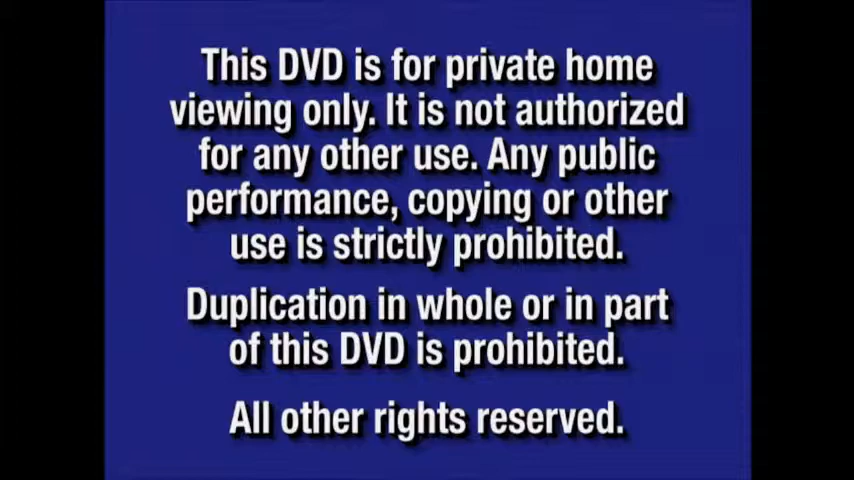 This DVD is for private home
viewing only. It is not authorized
for any other use. Any public
performance, copying or other
use is strictly prohibited.
Duplication in whole or in part
of this DVD is prohibited.
All other rights reserved.